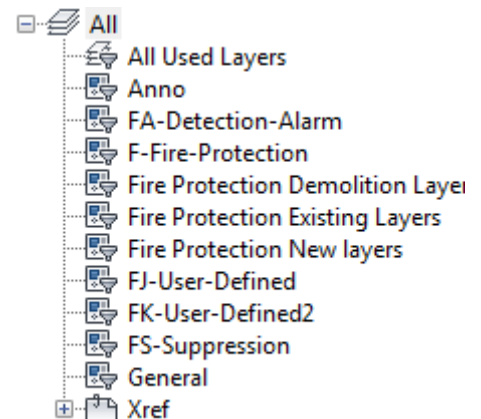 All
All Used Layers
Anno
FA-Detection-Alarm
F-Fire-Protection
Fire Protection Demolition Layer
Fire Protection Existing Layers
Fire Protection New layers
FJ-User-Defined
FK-User-Defined2
FS-Suppression
General
Xref